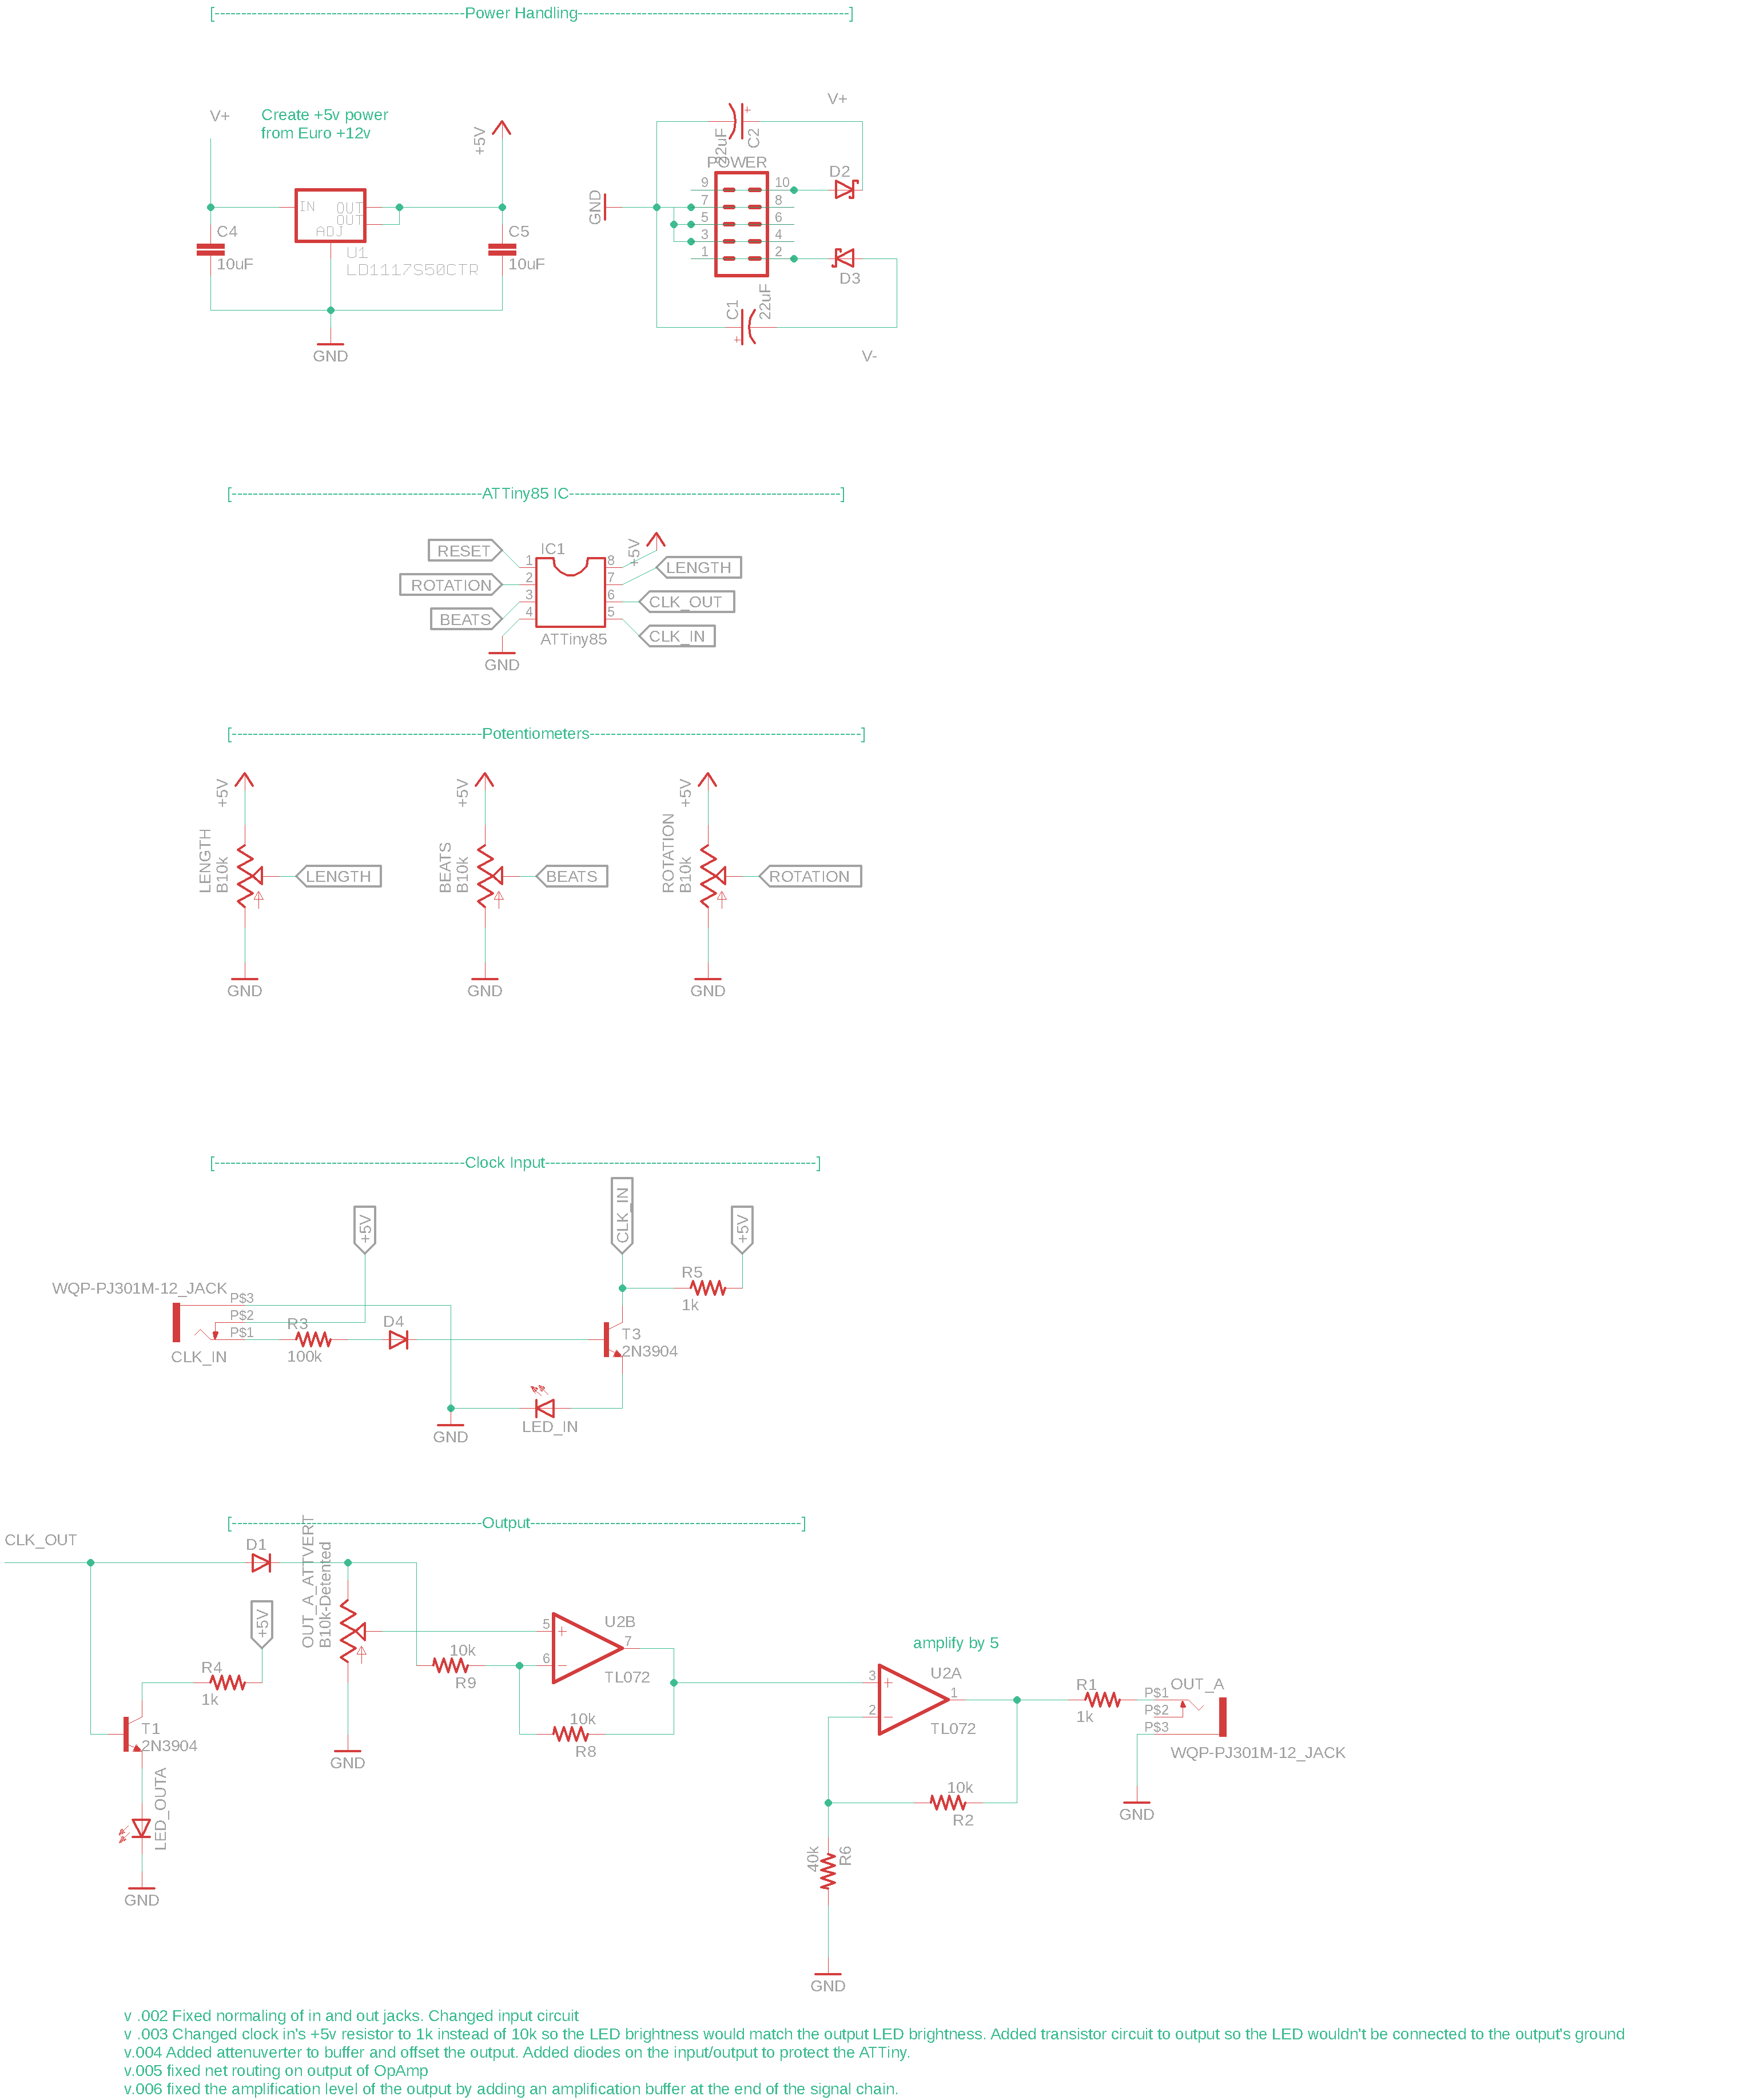 [-----------------------------------------------Power Handling---------------------------------------------------]
V+
Create +5v power
from Euro +12v
+5V
C4
10uF
IN
OUT
OUT
ADJ
U1
LD1117S50CTR
C5
10uF
GND
V+
22uF
C2
POWER
9
10
7
8
5
6
3
4
1
2
GND
D2
D3
C1
22uF
V-
[-----------------------------------------------ATTiny85 IC---------------------------------------------------]
RESET
ROTATION
BEATS
GND
IC1
1
2
3
4
8
7
6
5
ATTiny85
+5V
LENGTH
CLK_OUT
CLK_IN
[-----------------------------------------------Potentiometers---------------------------------------------------]
+5V
LENGTH
B10k
LENGTH
GND
+5V
BEATS
B10k
BEATS
GND
+5V
ROTATION
B10k
ROTATION
GND
[-----------------------------------------------Clock Input---------------------------------------------------]
+5V
CLK_IN
+5V
WQP-PJ301M-12_JACK
P$3
P$2
P$1
CLK_IN
R3
100k
D4
R5
1k
T3
2N3904
LED_IN
GND
[-----------------------------------------------Output---------------------------------------------------]
CLK_OUT
D1
OUT_A_ATTVERT
B10k-Detented
+5V
R4
1k
T1
2N3904
LED_OUTA
GND
GND
10k
R9
5
6
7
U2B
TL072
10k
R8
amplify by 5
3
2
1
U2A
TL072
R1
1k
P$1
P$2
P$3
OUT_A
WQP-PJ301M-12_JACK
GND
10k
R2
40k
R6
GND
v .002 Fixed normaling of in and out jacks. Changed input circuit
v .003 Changed clock in's +5v resistor to 1k instead of 10k so the LED brightness would match the output LED brightness. Added transistor circuit to output so the LED wouldn't be connected to the output's ground
v.004 Added attenuverter to buffer and offset the output. Added diodes on the input/output to protect the ATTiny.
v.005 fixed net routing on output of OpAmp
v.006 fixed the amplification level of the output by adding an amplification buffer at the end of the signal chain.